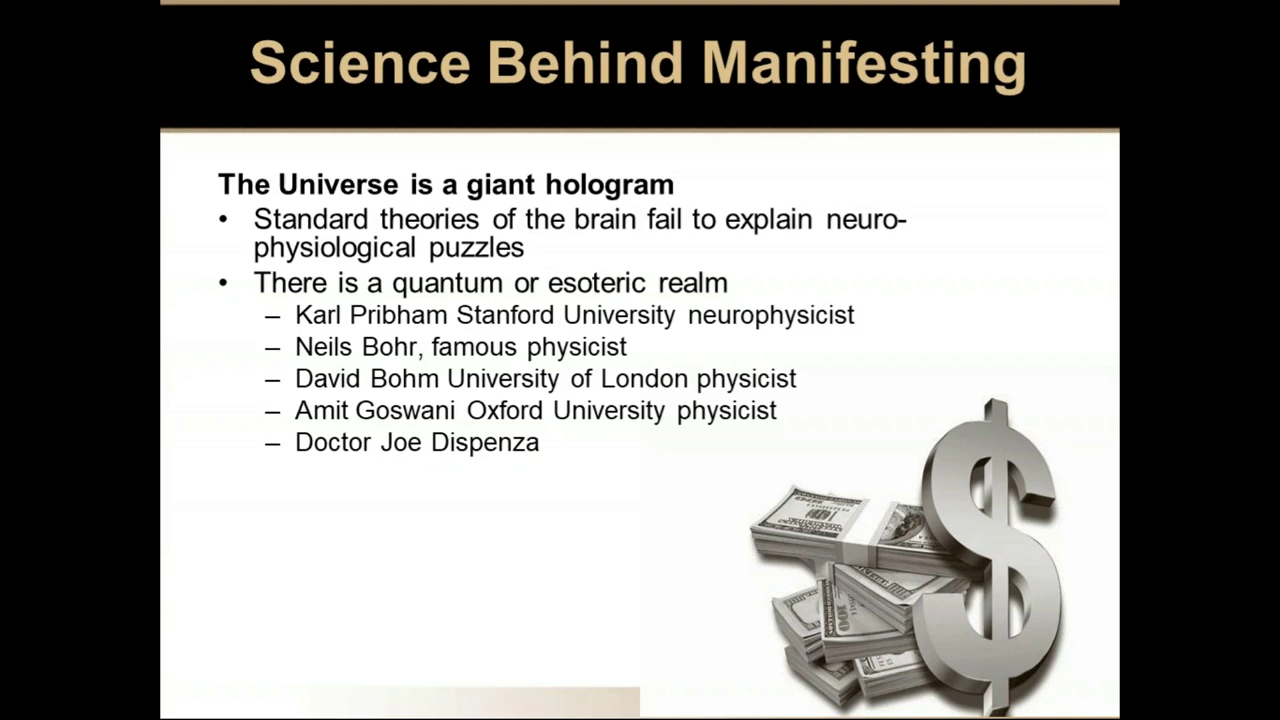 Science Behind Manifesting
The Universe is a giant hologram
• Standard theories of the brain fail to explain neuro-
physiological puzzles
• There is a quantum or esoteric realm
– Karl Pribham Stanford University neurophysicist
– Neils Bohr, famous physicist
– David Bohm University of London physicist
– Amit Goswani Oxford University physicist
– Doctor Joe Dispenza